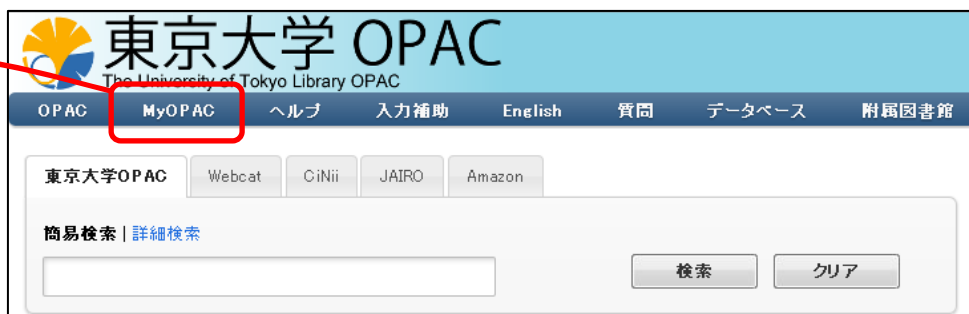 東京大学 OPAC
The University of Tokyo Library OPAC
OPAC MyOPAC ヘルプ 入力補助 English 質問 データベース 附属図書館
東京大学OPAC Webcat CiNii JAIRO Amazon
簡易検索 | 詳細検索
検索 クリア